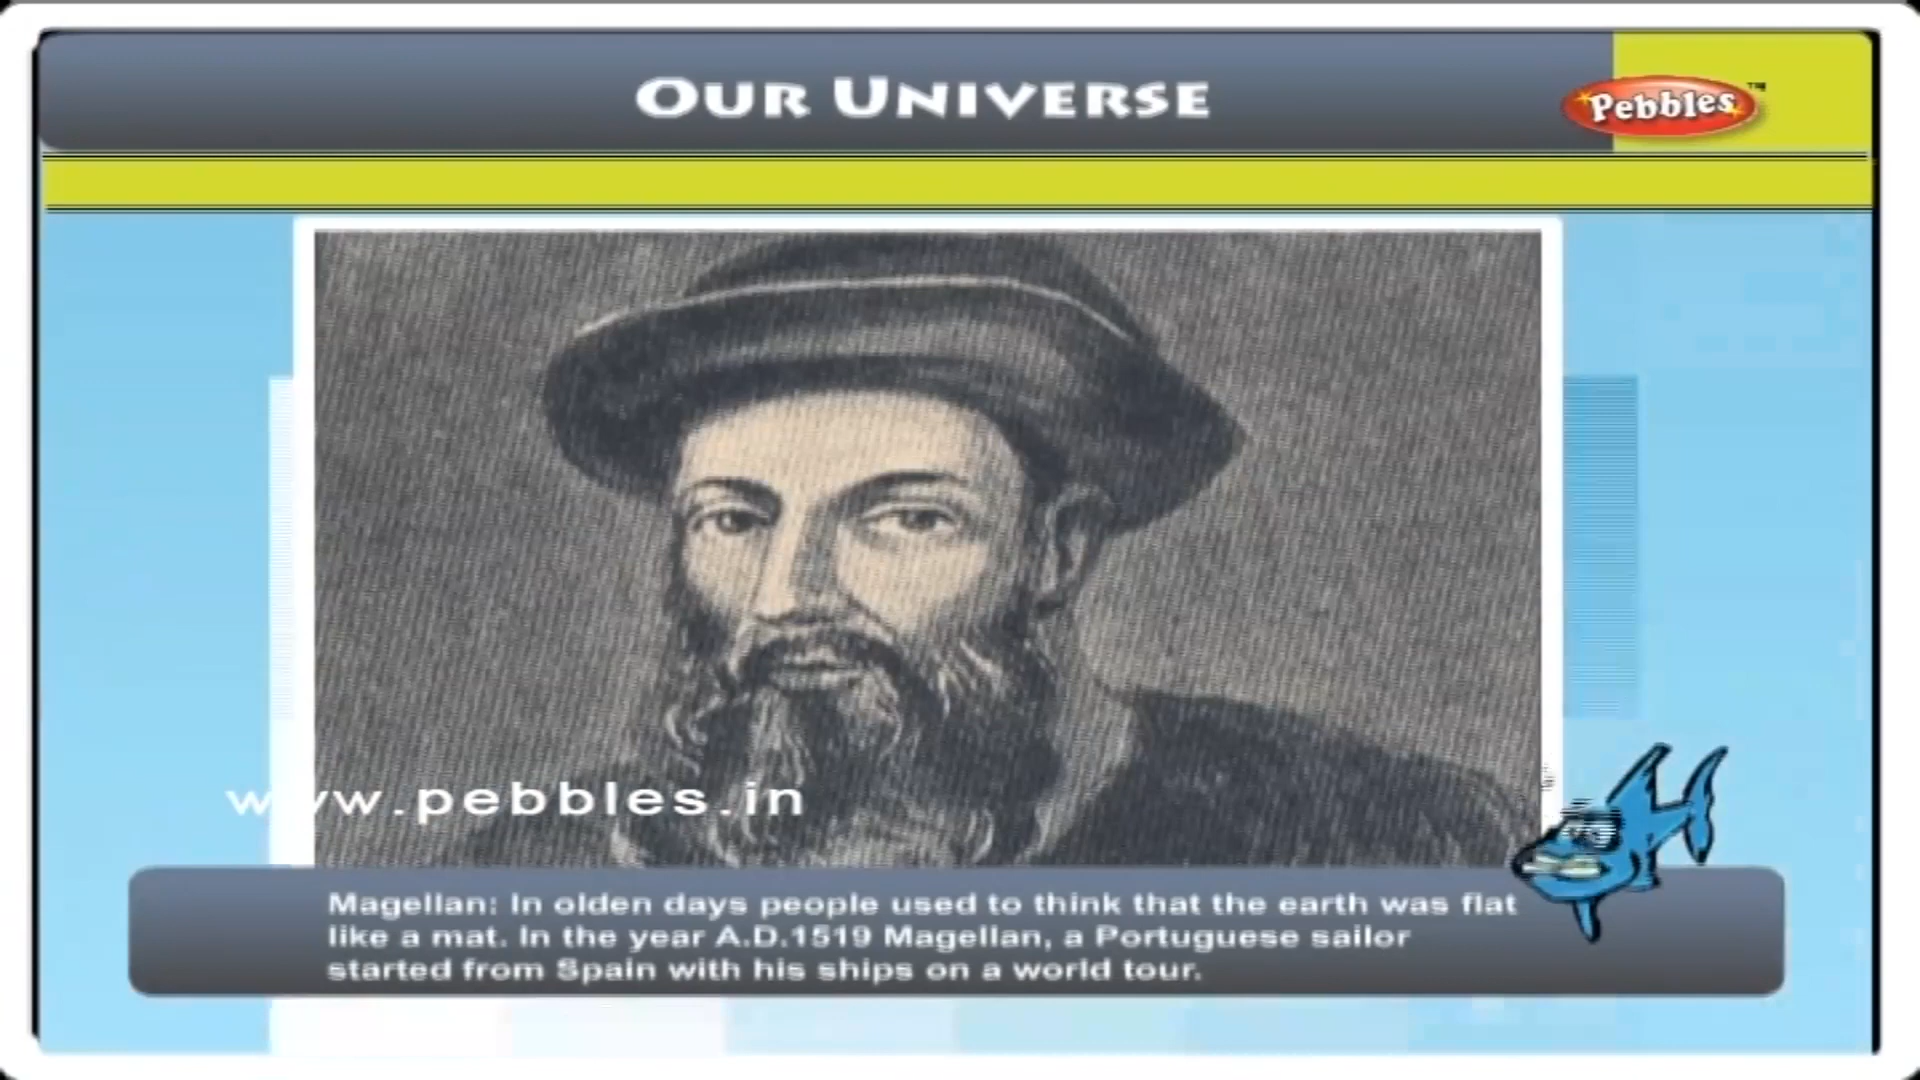 OUR UNIVERSE
Pebbles™
www.pebbles.in
Magellan: In olden days people used to think that the earth was flat
like a mat. In the year A.D.1519 Magellan, a Portuguese sailor
started from Spain with his ships on a world tour.